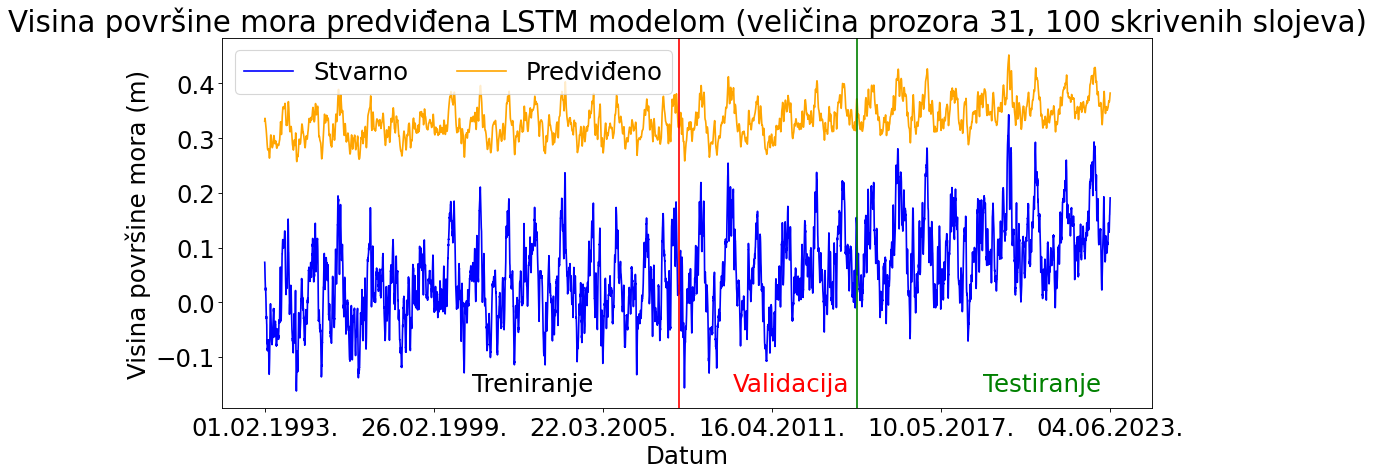 Visina površine mora predviđena LSTM modelom (veličina prozora 31, 100 skrivenih slojeva)
Stvarno Predviđeno
Visina površine mora (m)
0.4
0.3
0.2
0.1
0.0
−0.1
Treniranje Validacija Testiranje
01.02.1993. 26.02.1999. 22.03.2005. 16.04.2011. 10.05.2017. 04.06.2023.
Datum